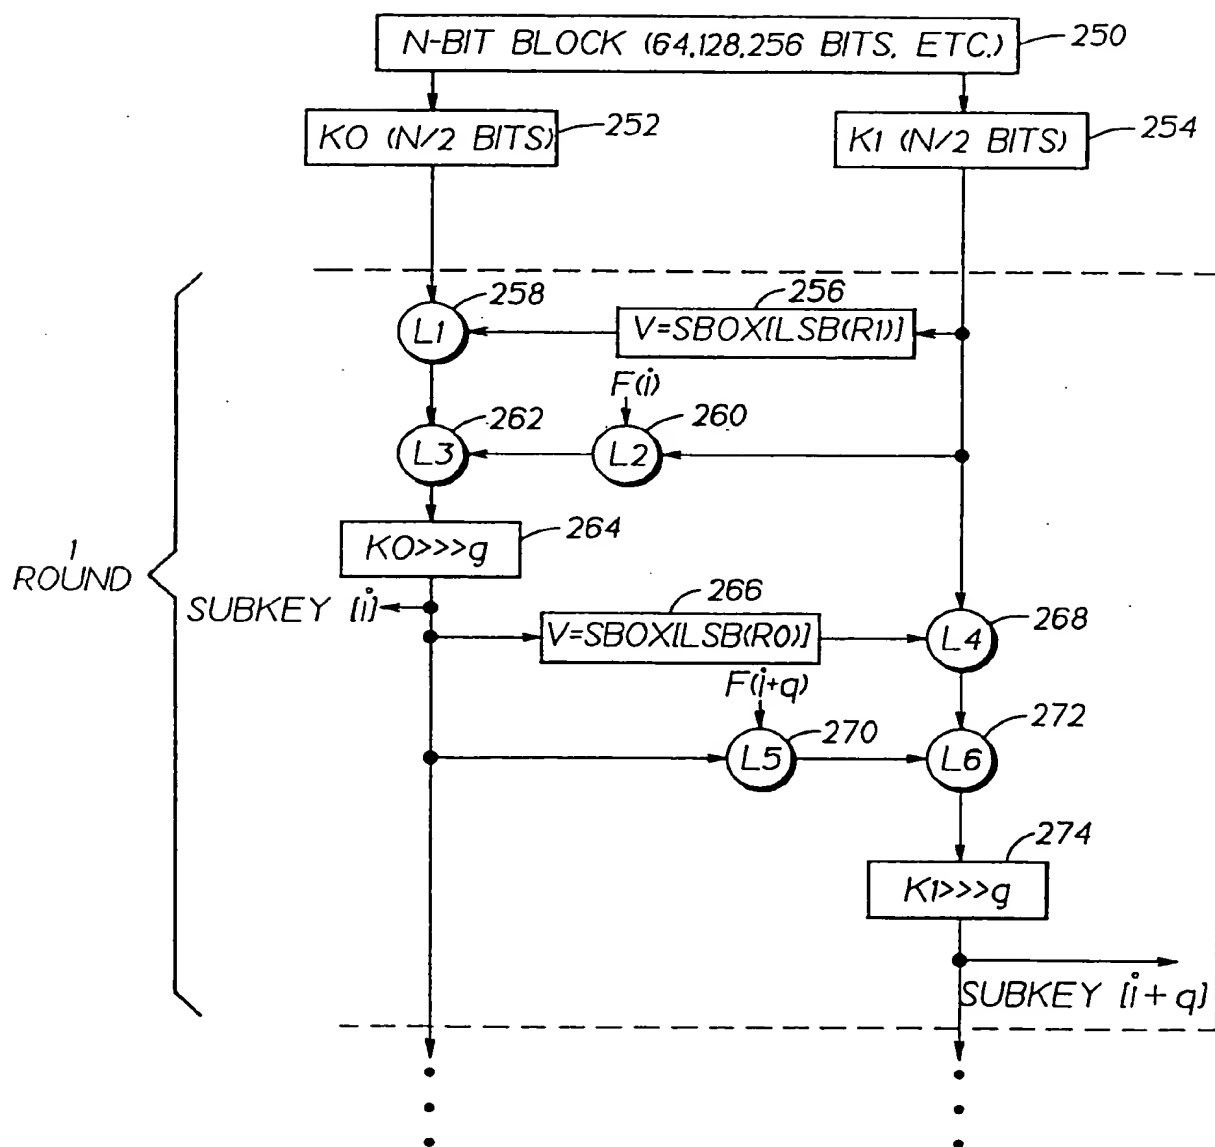 N-BIT BLOCK (64,128,256 BITS, ETC.)
250
K0 (N/2 BITS)
252
K1 (N/2 BITS)
254
258
256
L1
V=SBOX[LSB(R1)]
F(i)
262
260
L3
L2
264
K0>>>g
1
ROUND
SUBKEY [i]
266
V=SBOX[LSB(R0)]
268
L4
F(i+q)
270
272
L5
L6
274
K1>>>g
SUBKEY [i+q]